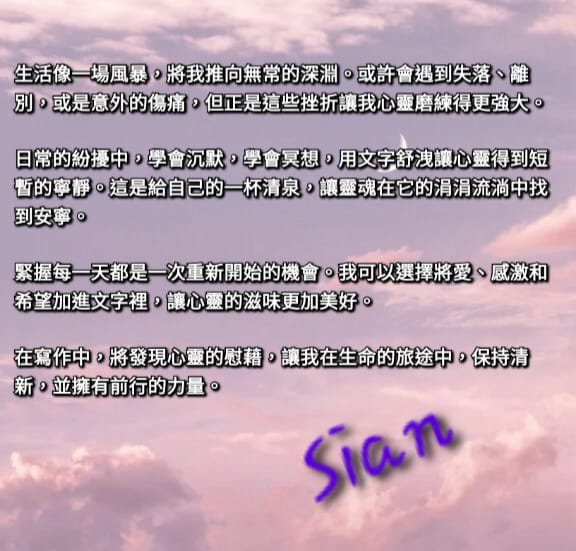 生活像一場風暴，將我推向無常的深淵。或許會遇到失落、離
別，或是意外的傷痛，但正是這些挫折讓我心靈磨練得更強大。
日常的紛擾中，學會沉默，學會冥想，用文字舒洩讓心靈得到短
暫的寧靜。這是給自己的一杯清泉，讓靈魂在它的涓涓流淌中找
到安寧。
緊握每一天都是一次重新開始的機會。我可以選擇將愛、感激和
希望加進文字裡，讓心靈的滋味更加美好。
在寫作中，將發現心靈的慰藉，讓我在生命的旅途中，保持清
新，並擁有前行的力量。
Sian